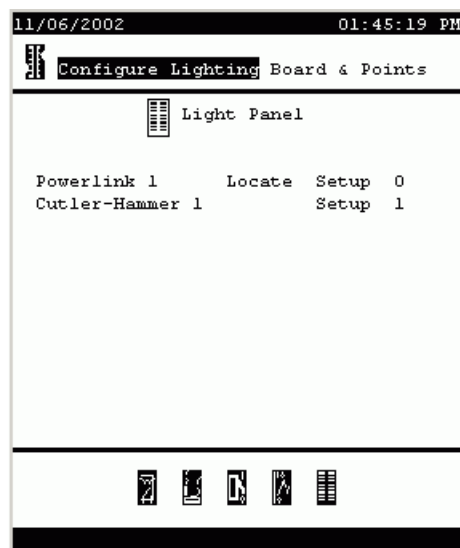 11/06/2002 01:45:19 PM
Configure Lighting Board & Points
Light Panel
Powerlink 1 Locate Setup 0
Cutler-Hammer 1 Setup 1